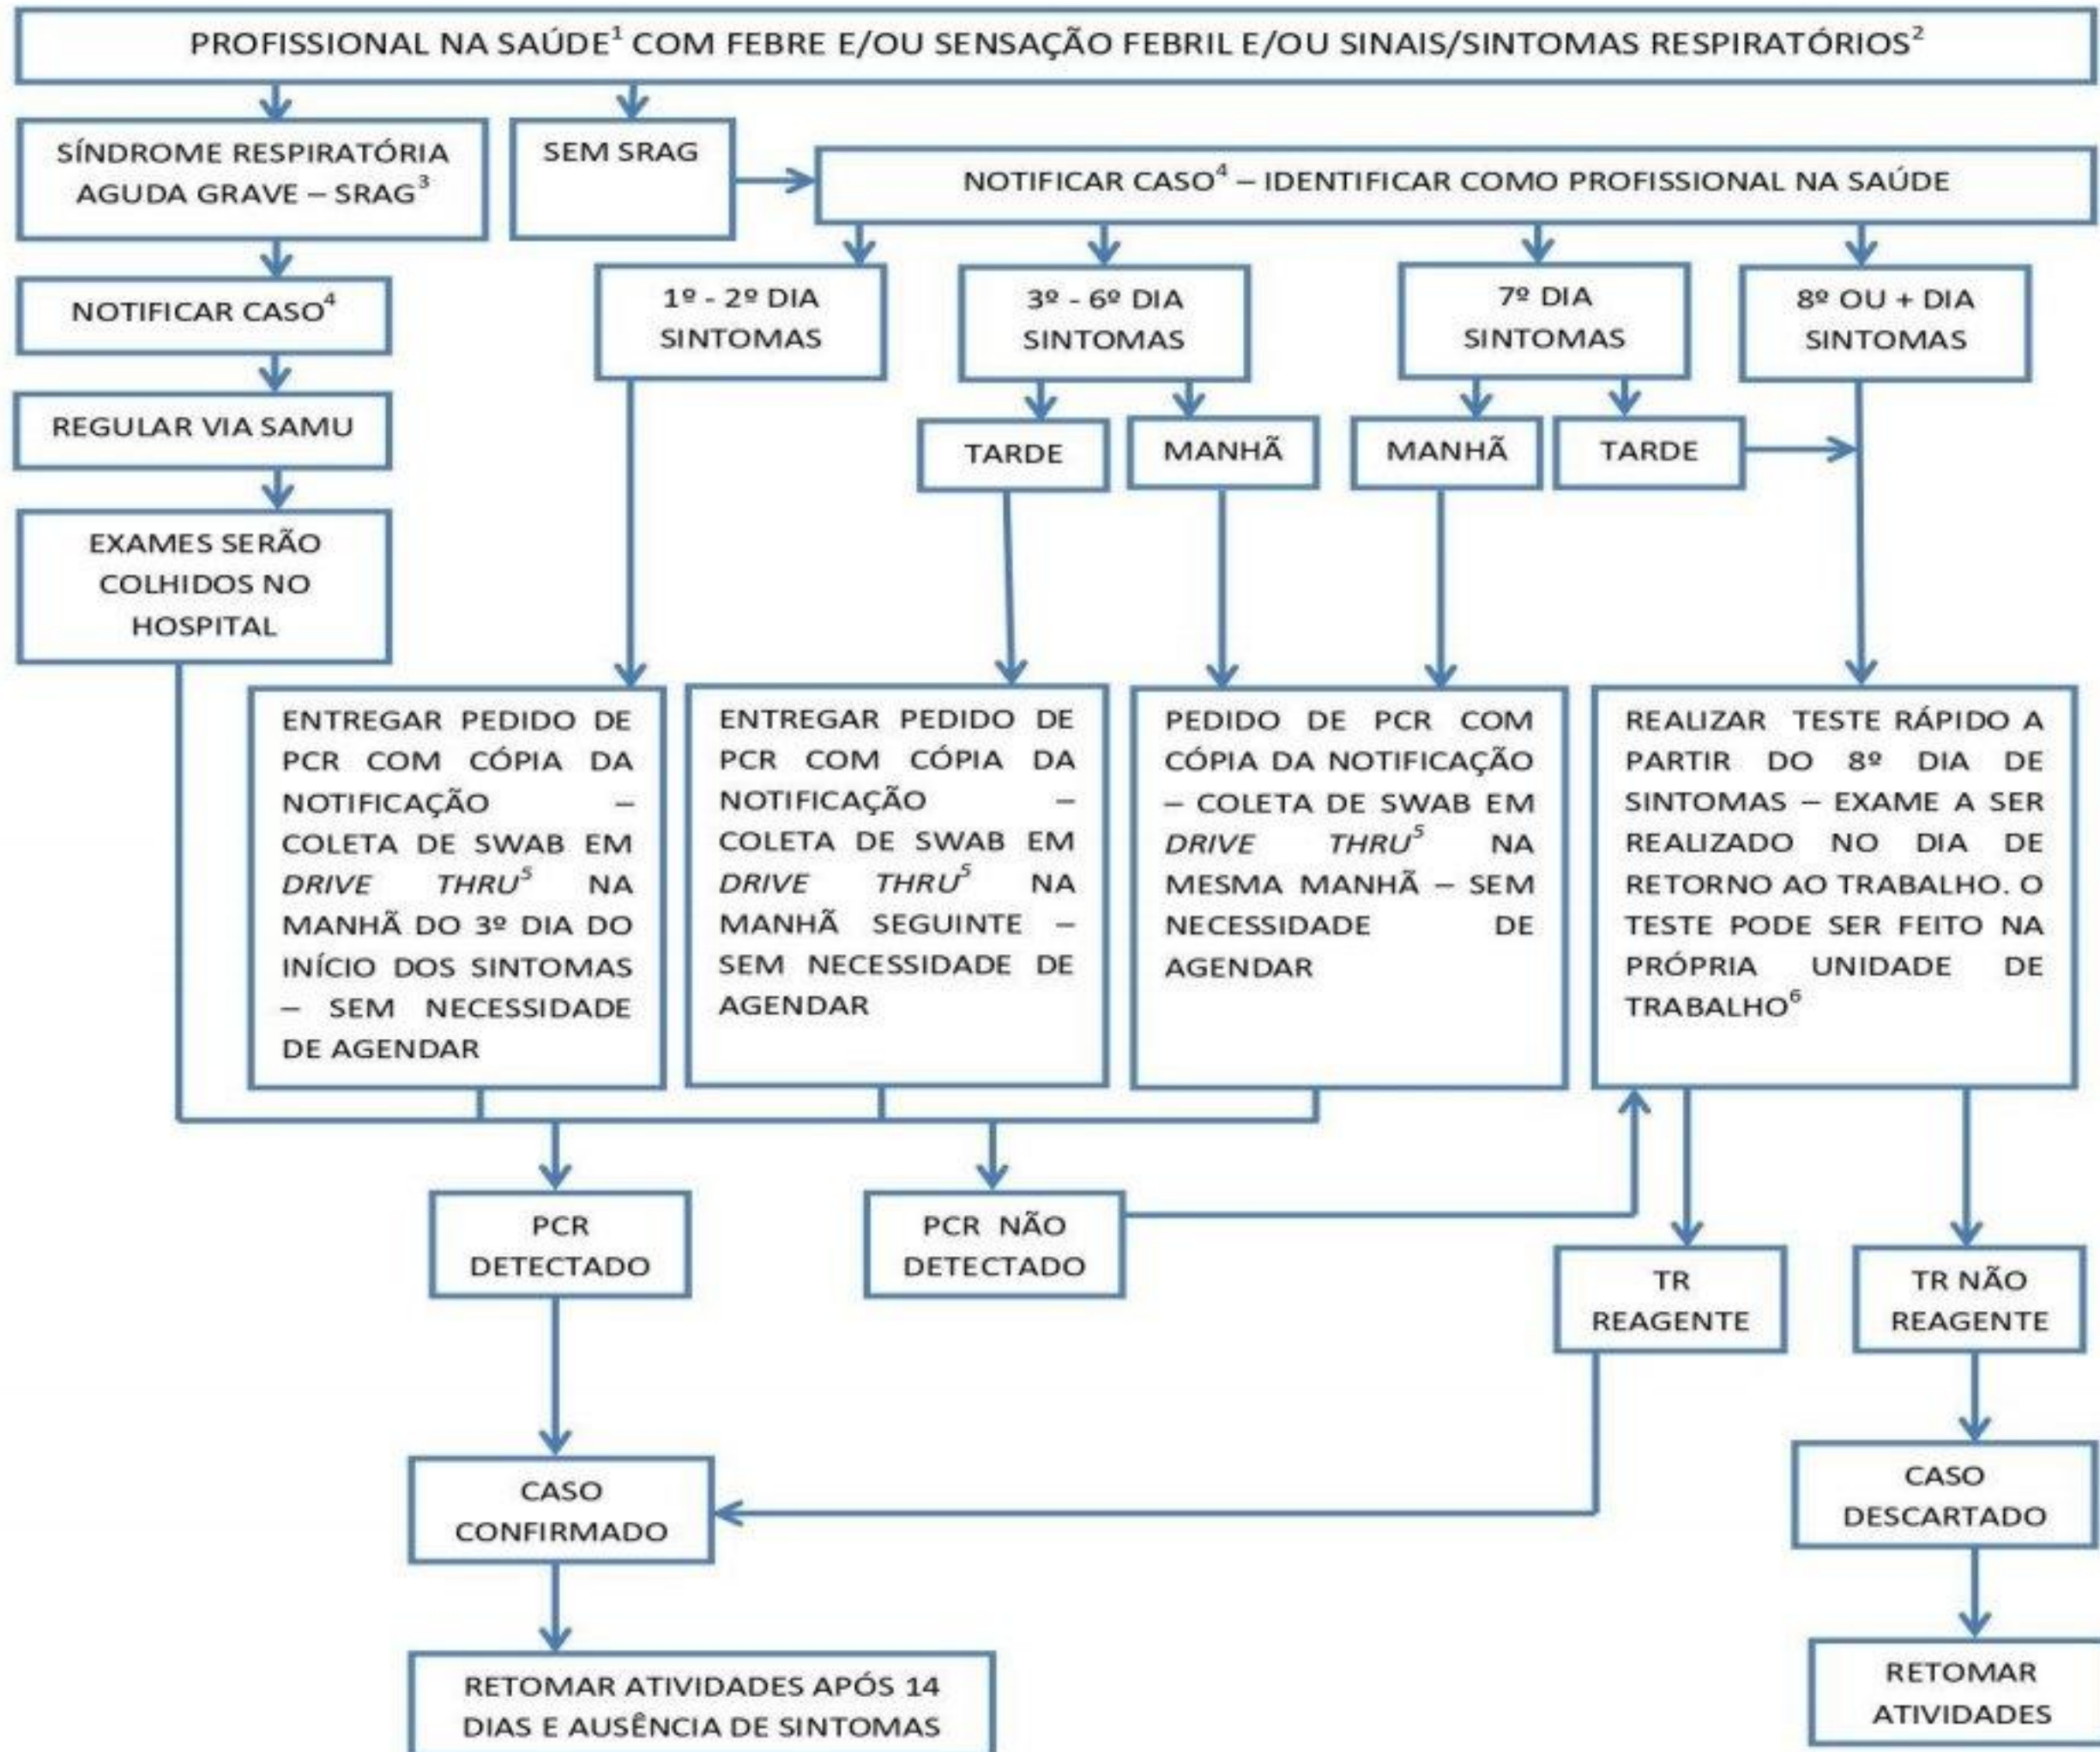 PROFISSIONAL NA SAÚDE¹ COM FEBRE E/OU SENSAÇÃO FEBRIL E/OU SINAIS/SINTOMAS RESPIRATÓRIOS²
SÍNDROME RESPIRATÓRIA
AGUDA GRAVE – SRAG³
SEM SRAG
NOTIFICAR CASO⁴ – IDENTIFICAR COMO PROFISSIONAL NA SAÚDE
NOTIFICAR CASO⁴
REGULAR VIA SAMU
EXAMES SERÃO
COLHIDOS NO
HOSPITAL
1º - 2º DIA
SINTOMAS
3º - 6º DIA
SINTOMAS
7º DIA
SINTOMAS
8º OU + DIA
SINTOMAS
TARDE
MANHÃ
MANHÃ
TARDE
ENTREGAR PEDIDO DE
PCR COM CÓPIA DA
NOTIFICAÇÃO –
COLETA DE SWAB EM
DRIVE THRU⁵ NA
MANHÃ DO 3º DIA DO
INÍCIO DOS SINTOMAS
– SEM NECESSIDADE
DE AGENDAR
ENTREGAR PEDIDO DE
PCR COM CÓPIA DA
NOTIFICAÇÃO –
COLETA DE SWAB EM
DRIVE THRU⁵ NA
MANHÃ SEGUINTE –
SEM NECESSIDADE DE
AGENDAR
PEDIDO DE PCR COM
CÓPIA DA NOTIFICAÇÃO
– COLETA DE SWAB EM
DRIVE THRU⁵ NA
MESMA MANHÃ – SEM
NECESSIDADE DE
AGENDAR
REALIZAR TESTE RÁPIDO A
PARTIR DO 8º DIA DE
SINTOMAS – EXAME A SER
REALIZADO NO DIA DE
RETORNO AO TRABALHO. O
TESTE PODE SER FEITO NA
PRÓPRIA UNIDADE DE
TRABALHO⁶
PCR
DETECTADO
PCR NÃO
DETECTADO
TR
REAGENTE
TR NÃO
REAGENTE
CASO
CONFIRMADO
CASO
DESCARTADO
RETOMAR ATIVIDADES APÓS 14
DIAS E AUSÊNCIA DE SINTOMAS
RETOMAR
ATIVIDADES